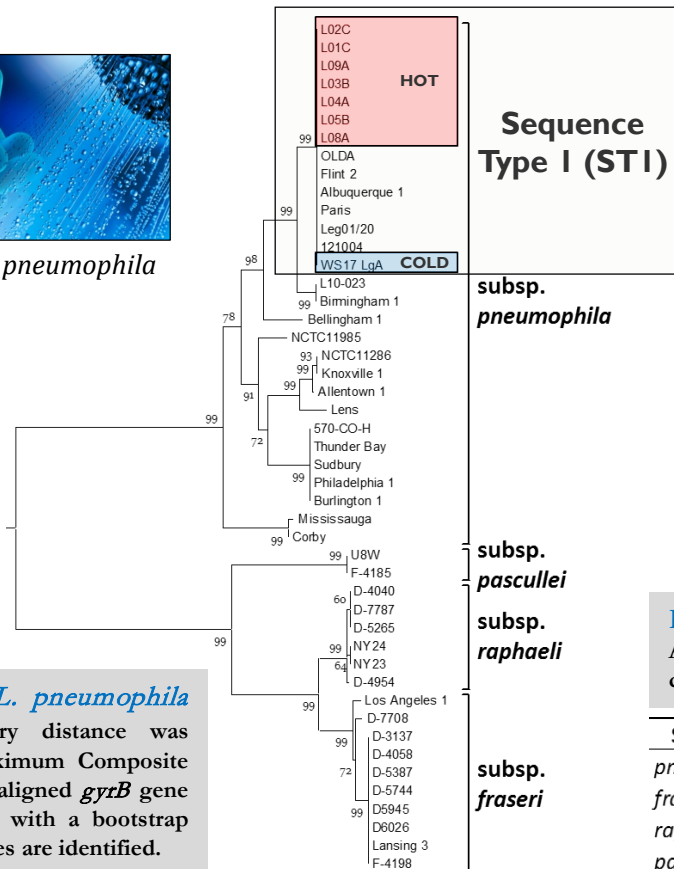 L02C
L01C
L09A
L03B
L04A
L05B
L08A
HOT
OLDA
Flint 2
Albuquerque 1
Paris
Leg01/20
121004
WS17 LgA
COLD
Sequence
Type 1 (ST1)
pneumophila
L10-023
Birmingham 1
Bellingham 1
NCTC11985
NCTC11286
Knoxville 1
Allentown 1
Lens
570-CO-H
Thunder Bay
Sudbury
Philadelphia 1
Burlington 1
Mississauga
Corby
subsp.
pneumophila
U8W
F-4185
subsp.
pascullei
D-4040
D-7787
D-5265
NY24
NY23
D-4954
subsp.
raphaeli
Los Angeles 1
D-7708
D-3137
D-4058
D-5387
D-5744
D5945
D6026
Lansing 3
F-4198
subsp.
fraseri
99
99
98
99
78
93
99
99
91
72
99
99
99
99
60
99
64
99
99
99
72
99
L. pneumophila
distance was
Composite
aligned gyrB gene
with a bootstrap
are identified.